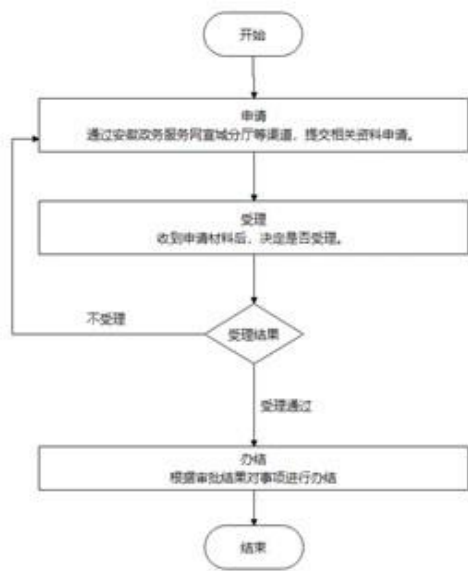 开始
申请
通过安徽政务服务网宣城分厅等渠道，提交相关资料申请。
受理
收到申请材料后，决定是否受理。
不受理
受理结果
受理通过
办结
根据审批结果对事项进行办结
结束